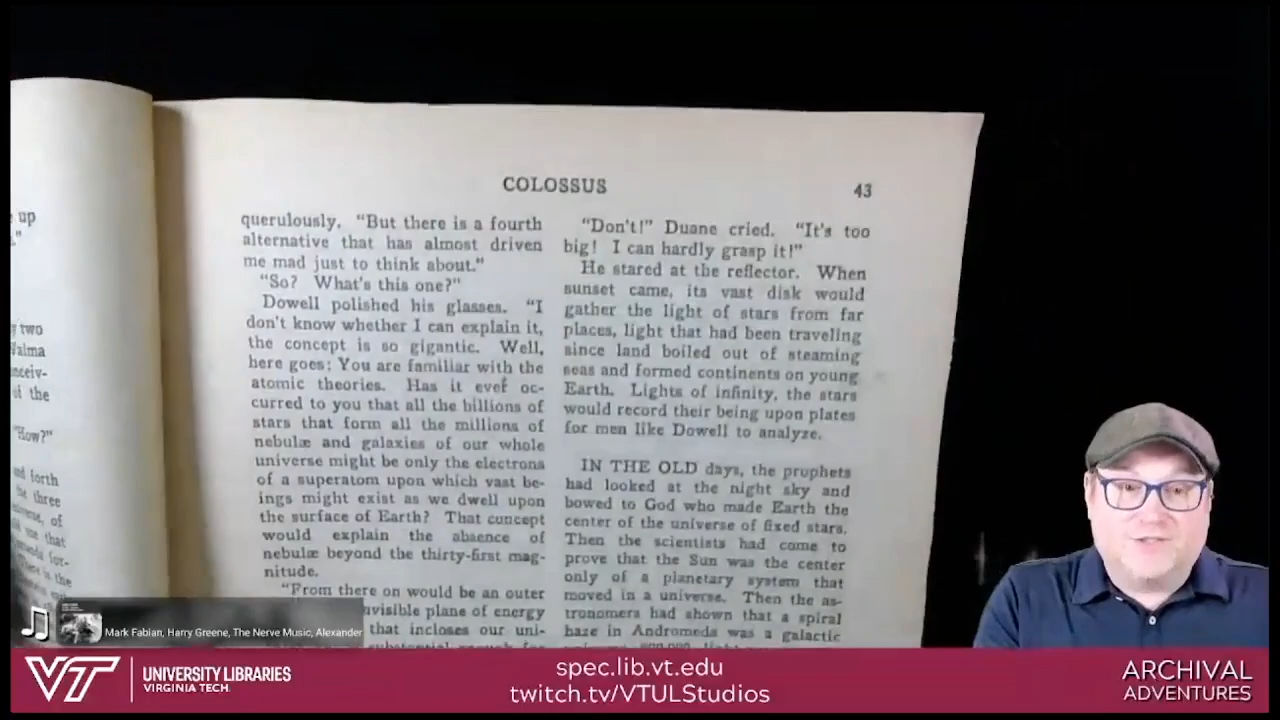 COLOSSUS
43
up
"
two
Valma
nceiv-
of the
"How?"
and forth
three
of
that
for-
is the
querulously. "But there is a fourth
alternative that has almost driven
me mad just to think about."
"So? What's this one?"
Dowell polished his glasses. "I
don't know whether I can explain it,
the concept is so gigantic. Well,
here goes: You are familiar with the
atomic theories. Has it ever oc-
curred to you that all the billions of
stars that form all the millions of
nebulæ and galaxies of our whole
universe might be only the electrons
of a superatom upon which vast be-
ings might exist as we dwell upon
the surface of Earth? That concept
would explain the absence of
nebulæ beyond the thirty-first mag-
nitude.
"From there on would be an outer
nvisible plane of energy
that incloses our uni-
"Don't!" Duane cried. "It's too
big! I can hardly grasp it!"
He stared at the reflector. When
sunset came, its vast disk would
gather the light of stars from far
places, light that had been traveling
since land boiled out of steaming
seas and formed continents on young
Earth. Lights of infinity, the stars
would record their being upon plates
for men like Dowell to analyze.
IN THE OLD days, the prophets
had looked at the night sky and
bowed to God who made Earth the
center of the universe of fixed stars.
Then the scientists had come to
prove that the Sun was the center
only of a planetary system that
moved in a universe. Then the as-
tronomers had shown that a spiral
haze in Andromeda was a galactic
Mark Fabian, Harry Greene, The Nerve Music, Alexander
VT
UNIVERSITY LIBRARIES
VIRGINIA TECH.
spec.lib.vt.edu
twitch.tv/VTULStudios
ARCHIVAL
ADVENTURES